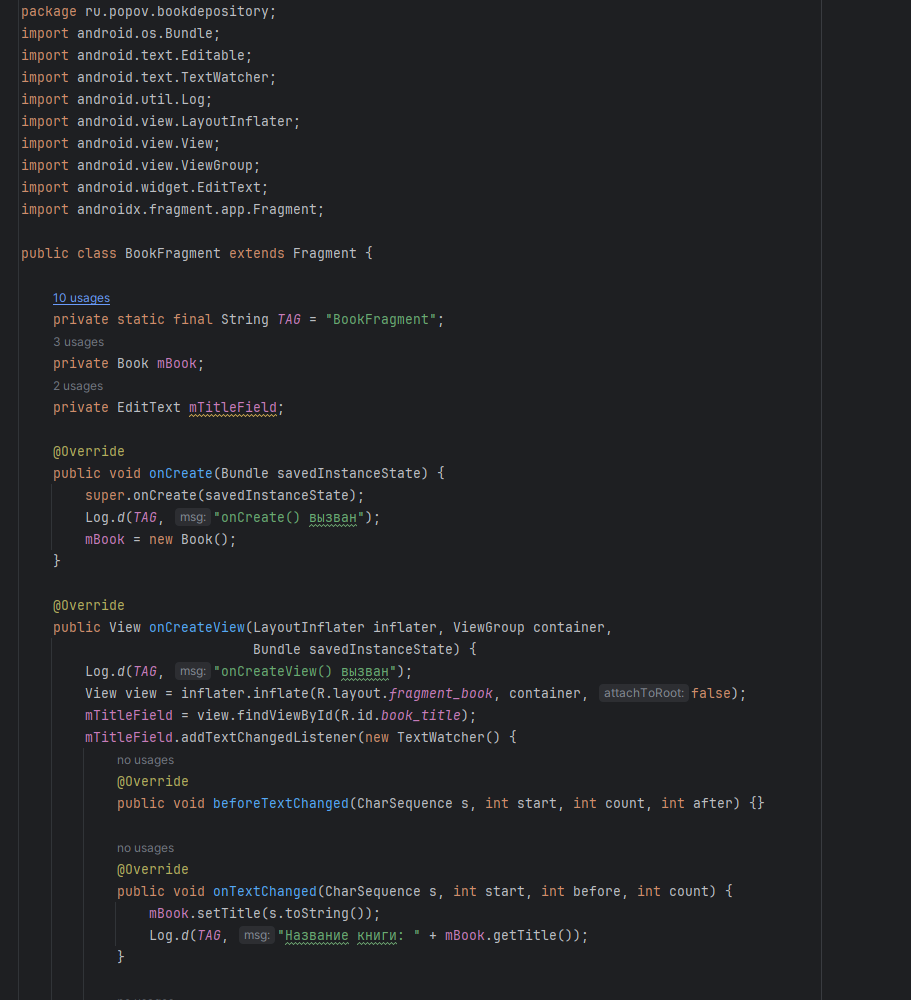 package ru.popov.bookdepository;
import android.os.Bundle;
import android.text.Editable;
import android.text.TextWatcher;
import android.util.Log;
import android.view.LayoutInflater;
import android.view.View;
import android.view.ViewGroup;
import android.widget.EditText;
import androidx.fragment.app.Fragment;
public class BookFragment extends Fragment {
10 usages
private static final String TAG = "BookFragment";
3 usages
private Book mBook;
2 usages
private EditText mTitleField;
@Override
public void onCreate(Bundle savedInstanceState) {
super.onCreate(savedInstanceState);
Log.d(TAG, msg: "onCreate() вызван");
mBook = new Book();
}
@Override
public View onCreateView(LayoutInflater inflater, ViewGroup container,
Bundle savedInstanceState) {
Log.d(TAG, msg: "onCreateView() вызван");
View view = inflater.inflate(R.layout.fragment_book, container, attachToRoot: false);
mTitleField = view.findViewById(R.id.book_title);
mTitleField.addTextChangedListener(new TextWatcher() {
no usages
@Override
public void beforeTextChanged(CharSequence s, int start, int count, int after) {}
no usages
@Override
public void onTextChanged(CharSequence s, int start, int before, int count) {
mBook.setTitle(s.toString());
Log.d(TAG, msg: "Название книги: " + mBook.getTitle());
}